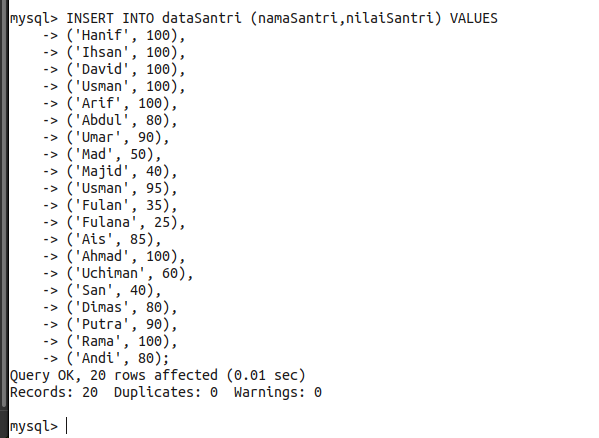 mysql> INSERT INTO dataSantri (namaSantri,nilaiSantri) VALUES
    -> ('Hanif', 100),
    -> ('Ihsan', 100),
    -> ('David', 100),
    -> ('Usman', 100),
    -> ('Arif', 100),
    -> ('Abdul', 80),
    -> ('Umar', 90),
    -> ('Mad', 50),
    -> ('Majid', 40),
    -> ('Usman', 95),
    -> ('Fulan', 35),
    -> ('Fulana', 25),
    -> ('Ais', 85),
    -> ('Ahmad', 100),
    -> ('Uchiman', 60),
    -> ('San', 40),
    -> ('Dimas', 80),
    -> ('Putra', 90),
    -> ('Rama', 100),
    -> ('Andi', 80);
Query OK, 20 rows affected (0.01 sec)
Records: 20  Duplicates: 0  Warnings: 0
mysql>